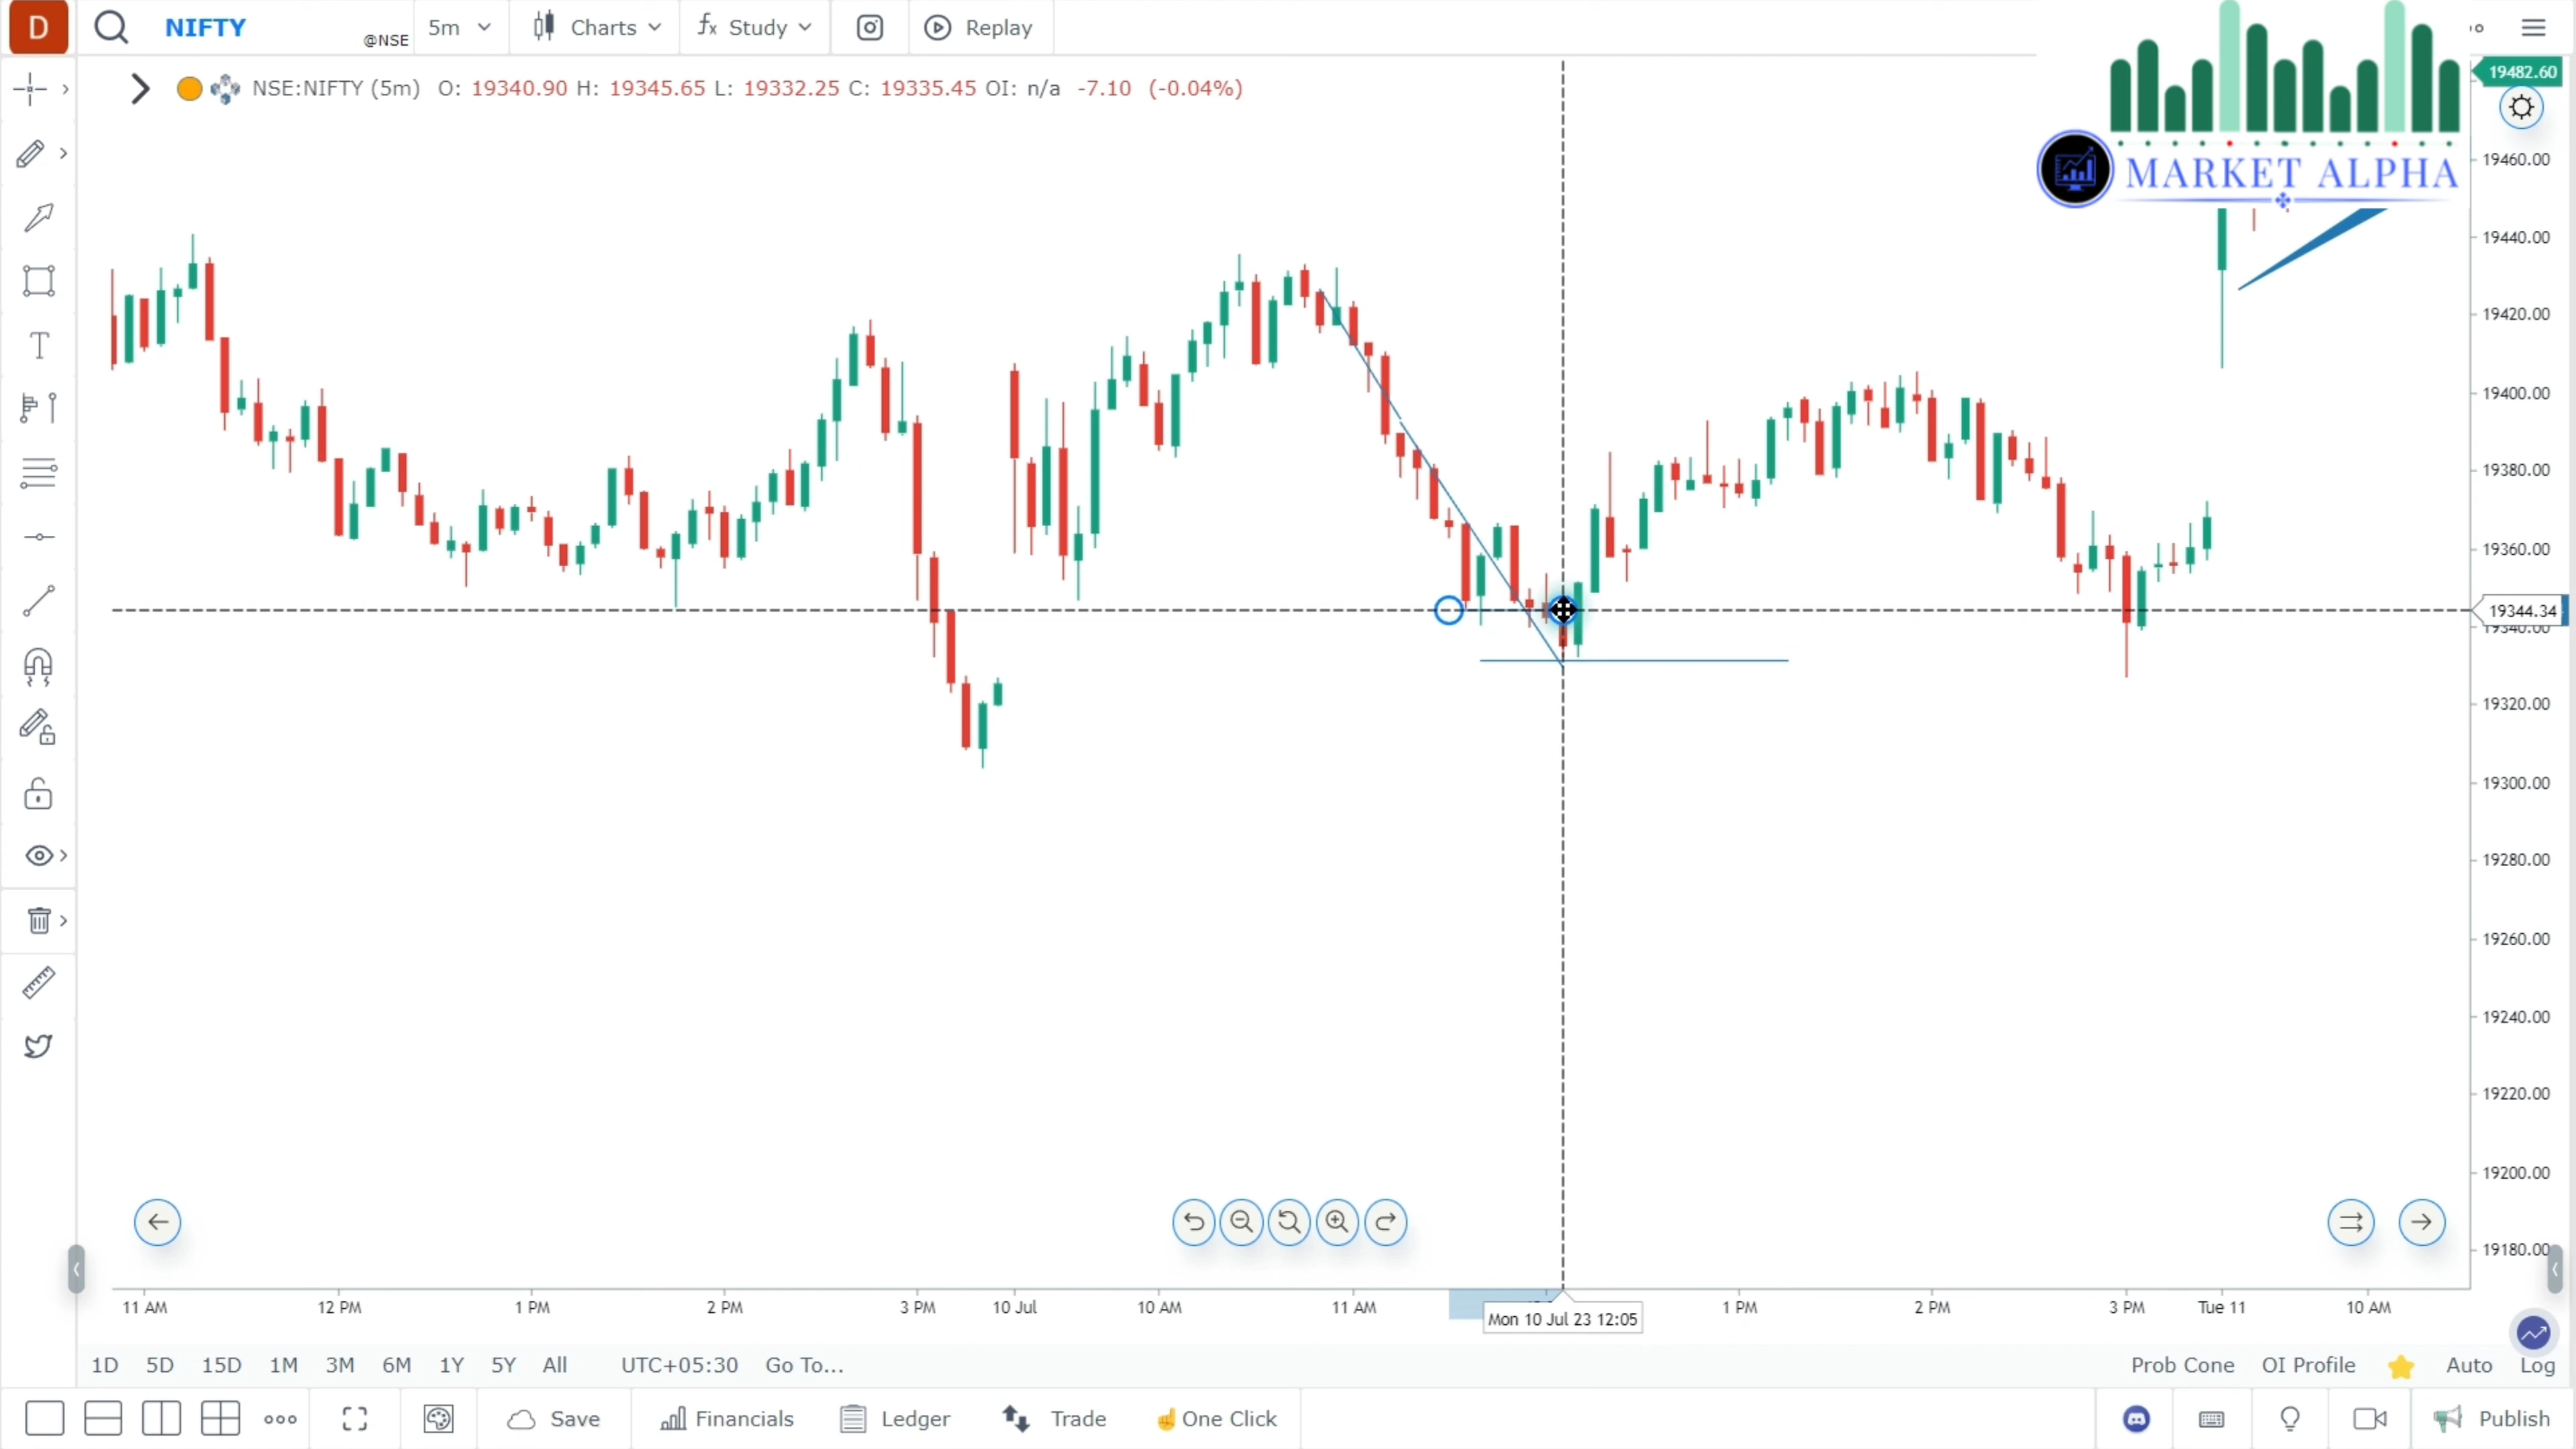 D
NIFTY
@NSE
5m
Charts
fx Study
Replay
NSE:NIFTY (5m) O: 19340.90 H: 19345.65 L: 19332.25 C: 19335.45 OI: n/a -7.10 (-0.04%)
MARKET ALPHA
19482.60
19460.00
19440.00
19420.00
19400.00
19380.00
19360.00
19344.34
19340.00
19320.00
19300.00
19280.00
19260.00
19240.00
19220.00
19200.00
19180.00
T
11 AM 12 PM 1 PM 2 PM 3 PM 10 Jul 10 AM 11 AM 1 PM 2 PM 3 PM Tue 11 10 AM
Mon 10 Jul 23 12:05
1D 5D 15D 1M 3M 6M 1Y 5Y All UTC+05:30 Go To... Prob Cone OI Profile Auto Log
Save Financials Ledger Trade One Click Publish